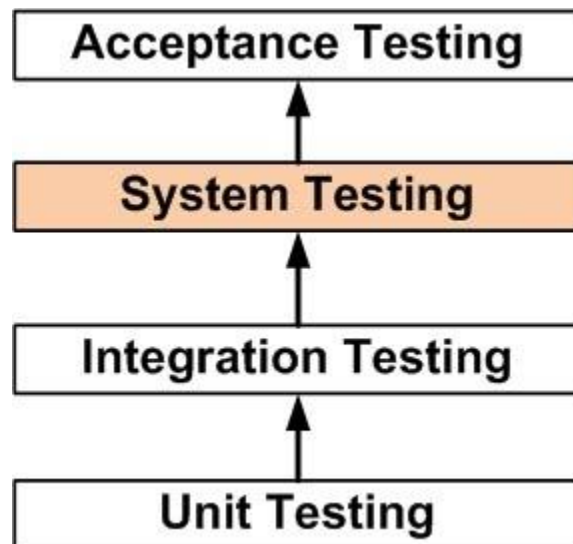 Acceptance Testing
System Testing
Integration Testing
Unit Testing